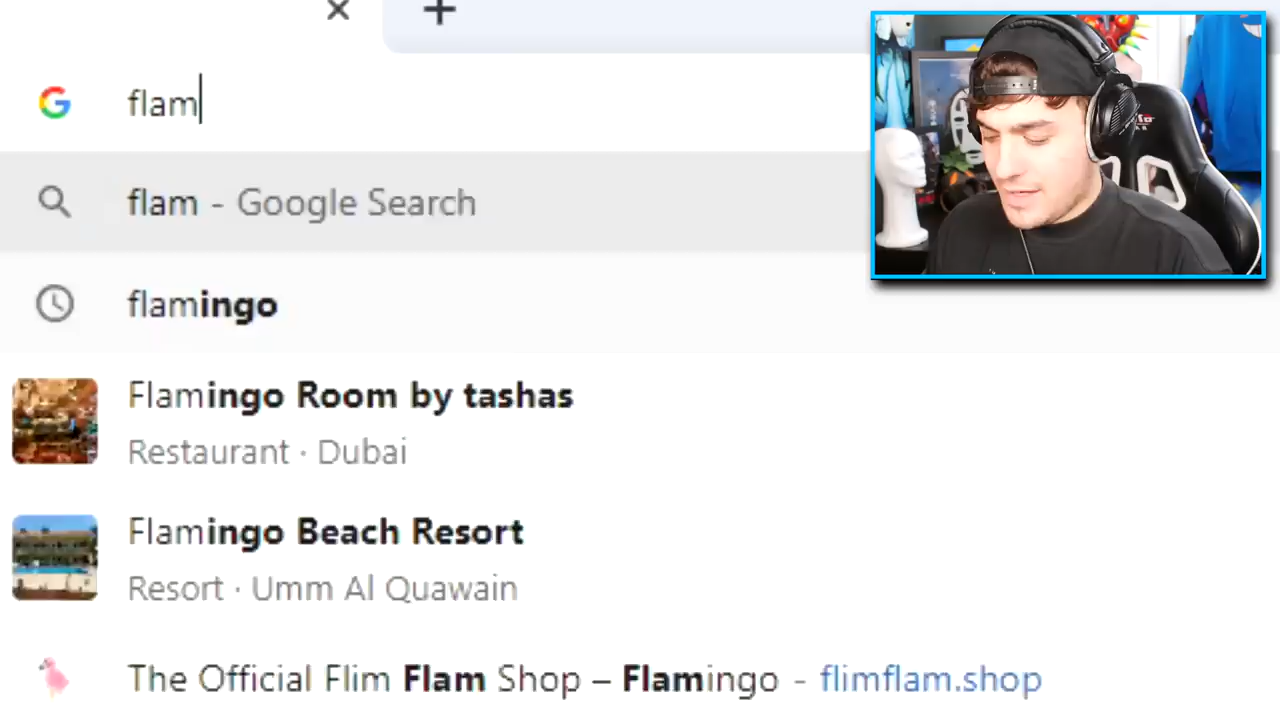 flam
flam - Google Search
flamingo
Flamingo Room by tashas
Restaurant · Dubai
Flamingo Beach Resort
Resort · Umm Al Quawain
The Official Flim Flam Shop – Flamingo - flimflam.shop